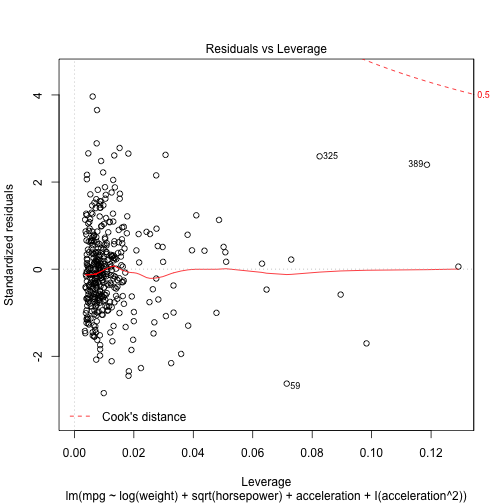 Residuals vs Leverage
Standardized residuals
4
2
0
-2
0.5
325
389
59
Cook's distance
0.00 0.02 0.04 0.06 0.08 0.10 0.12
Leverage
lm(mpg ~ log(weight) + sqrt(horsepower) + acceleration + I(acceleration^2))